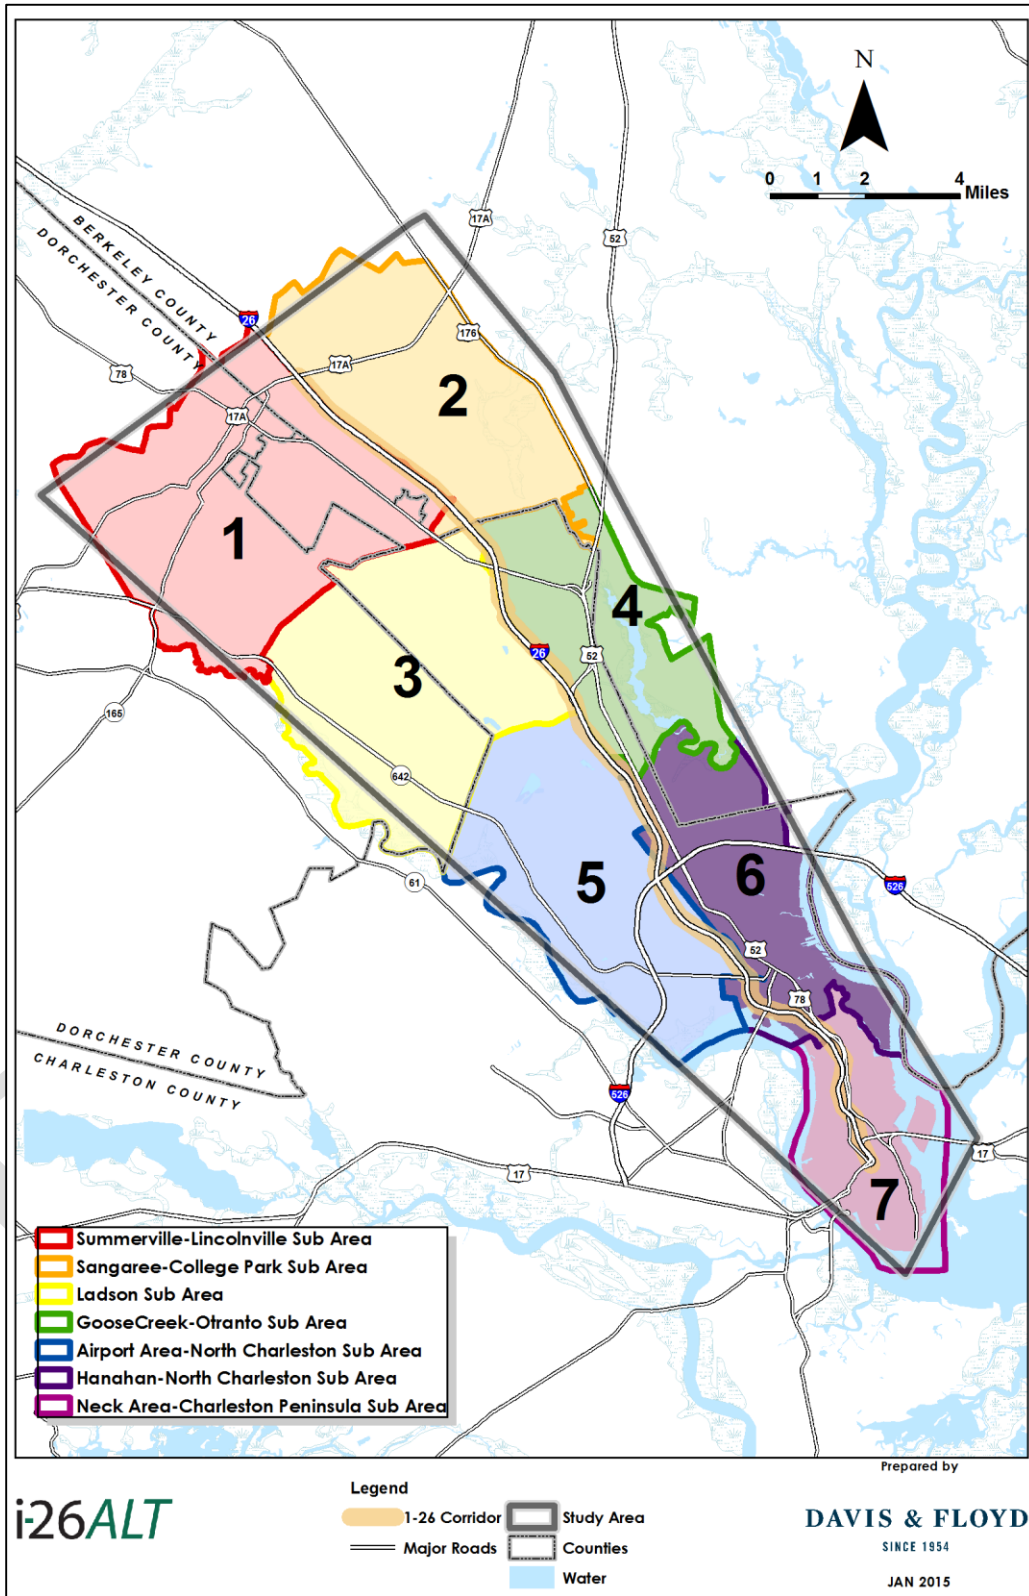 N
0 1 2 4 Miles
17A
52
BERKELEY COUNTY
DORCHESTER COUNTY
26
176
17A
78
17A
2
1
4
26
52
3
165
642
5
6
61
526
52
78
DORCHESTER COUNTY
CHARLESTON COUNTY
526
17
17
7
Summerville-Lincolnville Sub Area
Sangaree-College Park Sub Area
Ladson Sub Area
GooseCreek-Otranto Sub Area
Airport Area-North Charleston Sub Area
Hanahan-North Charleston Sub Area
Neck Area-Charleston Peninsula Sub Area
Prepared by
i-26ALT
Legend
1-26 Corridor
Study Area
Major Roads
Counties
Water
DAVIS & FLOYD
SINCE 1954
JAN 2015